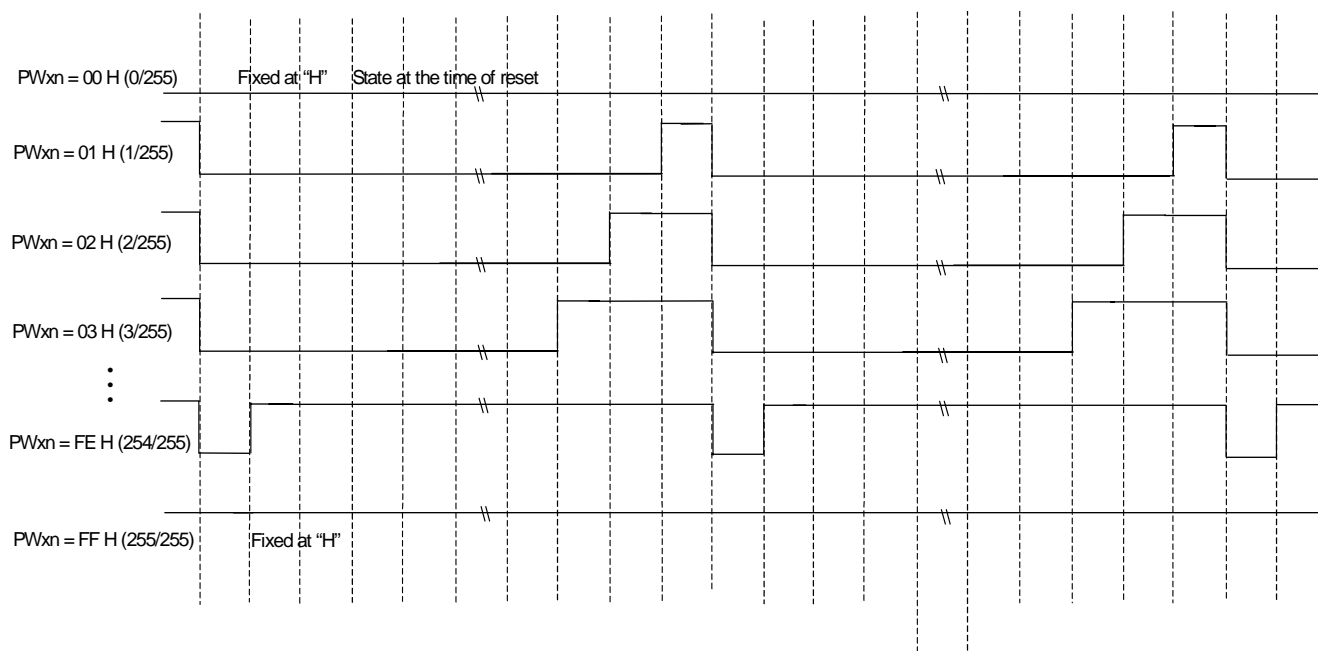 PWxn = 00 H (0/255) Fixed at “H” State at the time of reset
PWxn = 01 H (1/255)
PWxn = 02 H (2/255)
PWxn = 03 H (3/255)
PWxn = FE H (254/255)
PWxn = FF H (255/255) Fixed at “H”